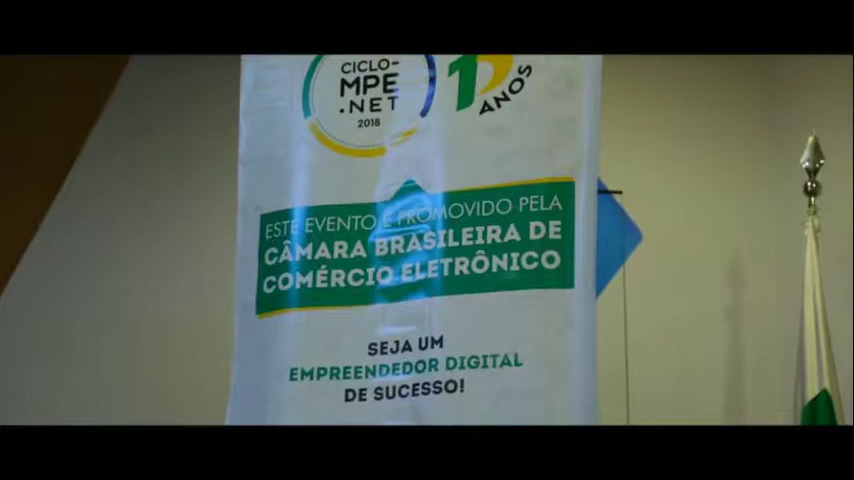 CICLO-
MPE
.NET
2018
ANOS
ESTE EVENTO É PROMOVIDO PELA
CÂMARA BRASILEIRA DE
COMÉRCIO ELETRÔNICO
SEJA UM
EMPREENDEDOR DIGITAL
DE SUCESSO!